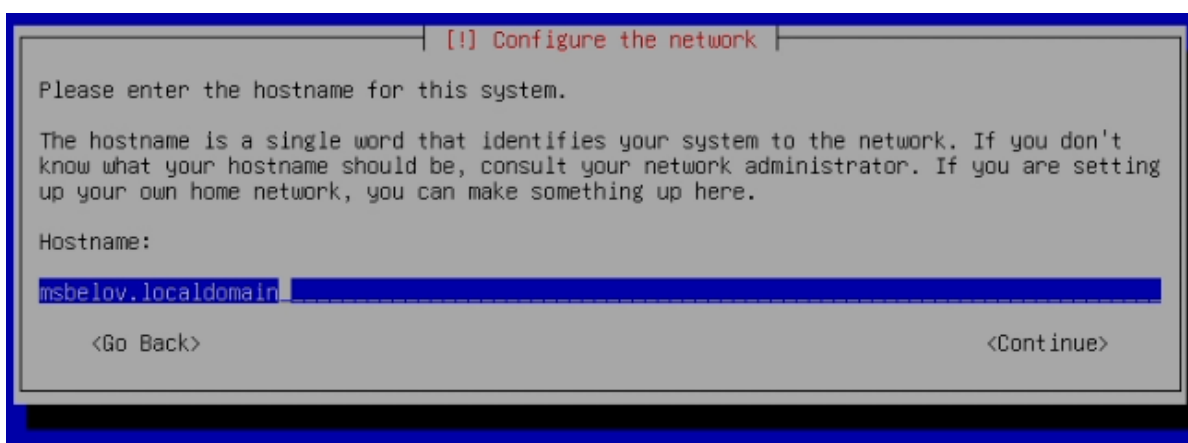 [!] Configure the network
Please enter the hostname for this system.
The hostname is a single word that identifies your system to the network. If you don't
know what your hostname should be, consult your network administrator. If you are setting
up your own home network, you can make something up here.
Hostname:
msbelov.localdomain
<Go Back> <Continue>